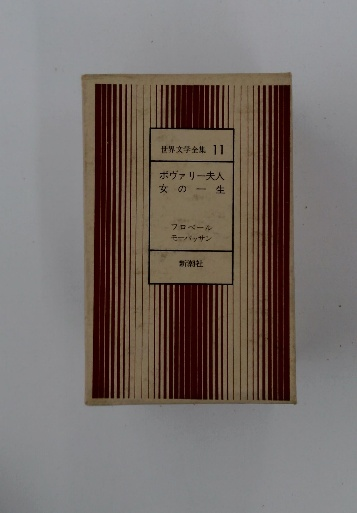 世界文学全集 11
ボヴァリー夫人
女の一生
フロベール
モーパッサン
新潮社